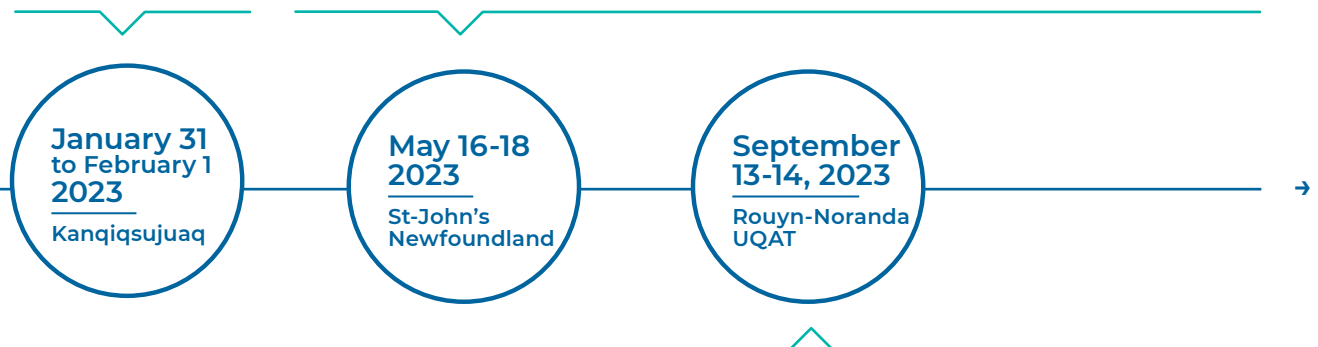 January 31
to February 1
2023
Kanqiqsujuaq
May 16-18
2023
St-John’s
Newfoundland
September
13-14, 2023
Rouyn-Noranda
UQAT